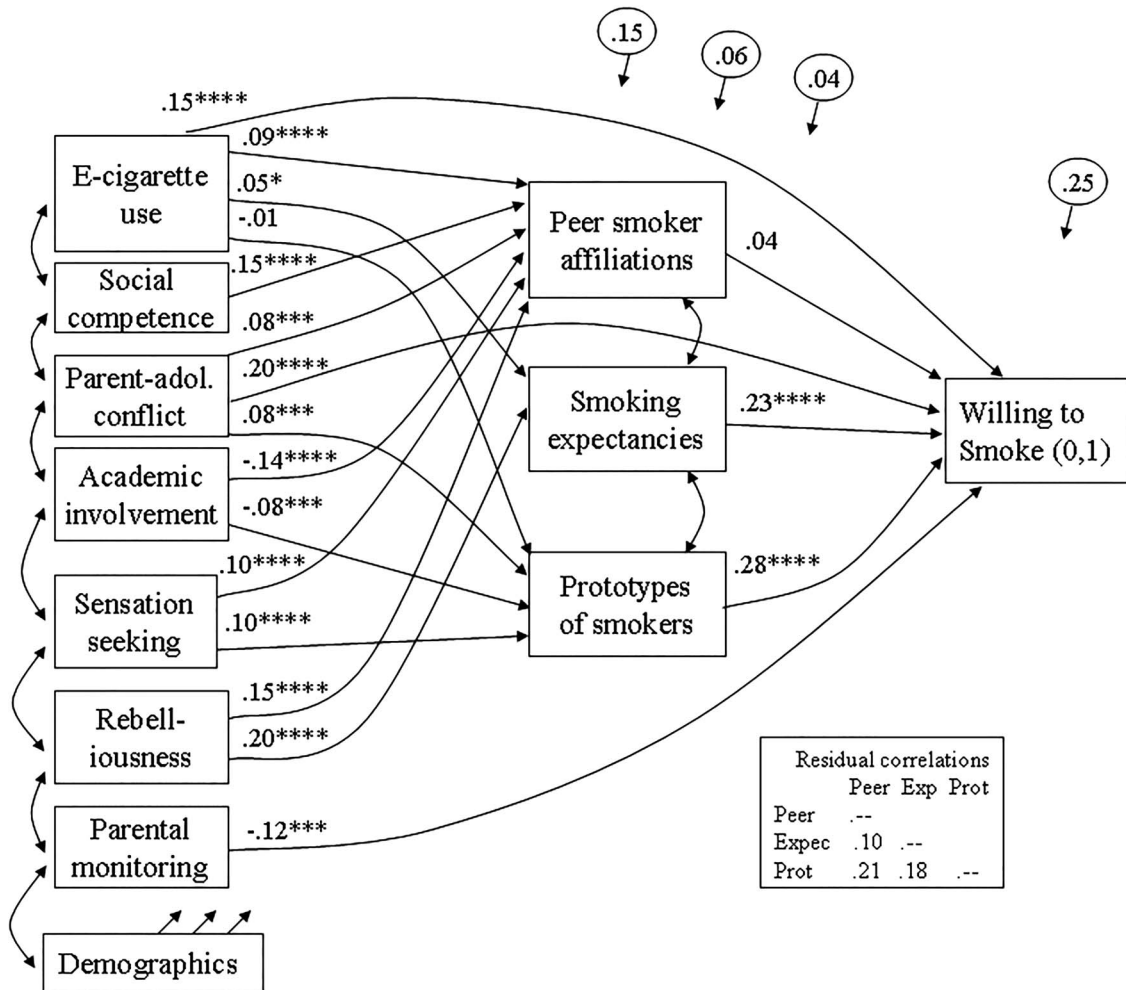 .15
.06
.04
.25
.15****
.09****
.05*
-.01
E-cigarette
use
.15****
Social
competence
.08***
.20****
.08***
Parent-adol.
conflict
-.14****
-.08***
Academic
involvement
.10****
.10****
Sensation
seeking
.15****
.20****
Rebell-
iousness
-.12***
Parental
monitoring
Demographics
Peer smoker
affiliations
.04
Smoking
expectancies
.23****
Prototypes
of smokers
.28****
Willing to
Smoke (0,1)
Residual correlations
Peer Exp Prot
Peer .--
Expec .10 .--
Prot .21 .18 .--